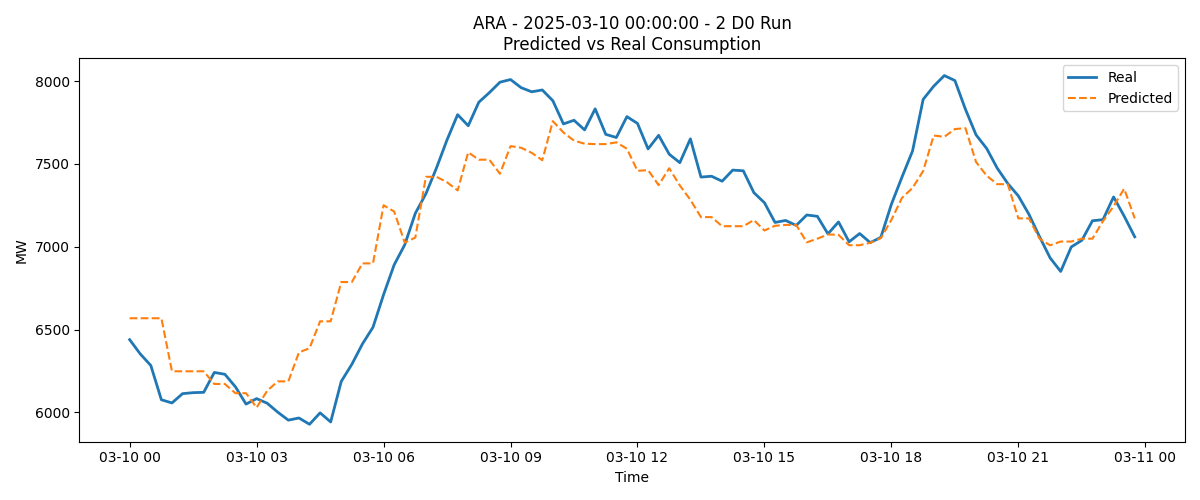 ARA - 2025-03-10 00:00:00 - 2 D0 Run
Predicted vs Real Consumption
Real
Predicted
MW
8000
7500
7000
6500
6000
03-10 00
03-10 03
03-10 06
03-10 09
03-10 12
03-10 15
03-10 18
03-10 21
03-11 00
Time